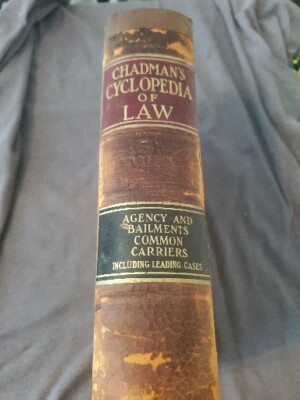 CHADMAN'S
CYCLOPEDIA
OF
LAW
AGENCY AND
BAILMENTS
COMMON
CARRIERS
INCLUDING LEADING CASES